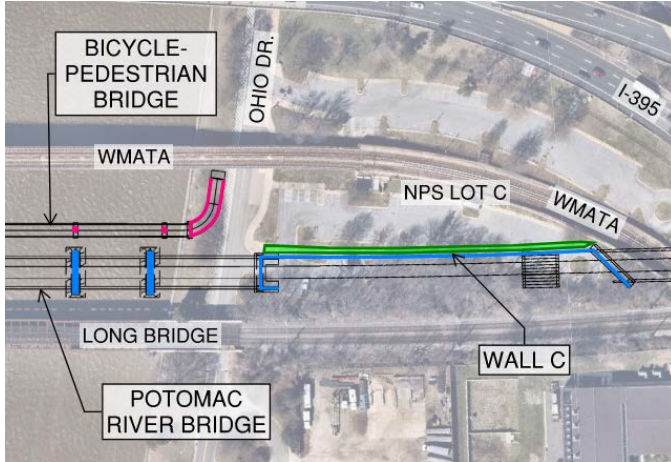 BICYCLE-
PEDESTRIAN
BRIDGE
OHIO DR.
I-395
WMATA
NPS LOT C
WMATA
LONG BRIDGE
WALL C
POTOMAC
RIVER BRIDGE